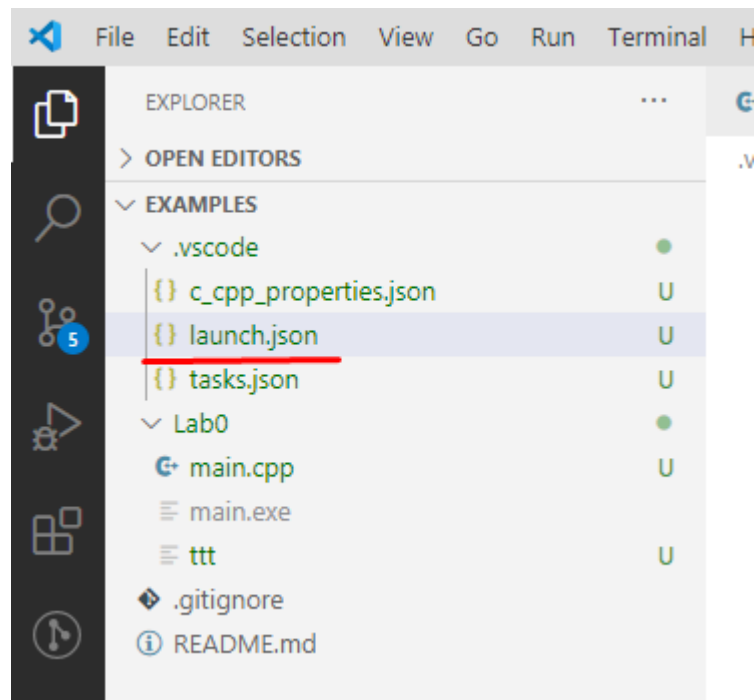 File Edit Selection View Go Run Terminal H
EXPLORER ...
> OPEN EDITORS
EXAMPLES
.vscode
{} c_cpp_properties.json U
{} launch.json U
{} tasks.json U
Lab0
main.cpp U
main.exe
ttt U
.gitignore
README.md
5
.v